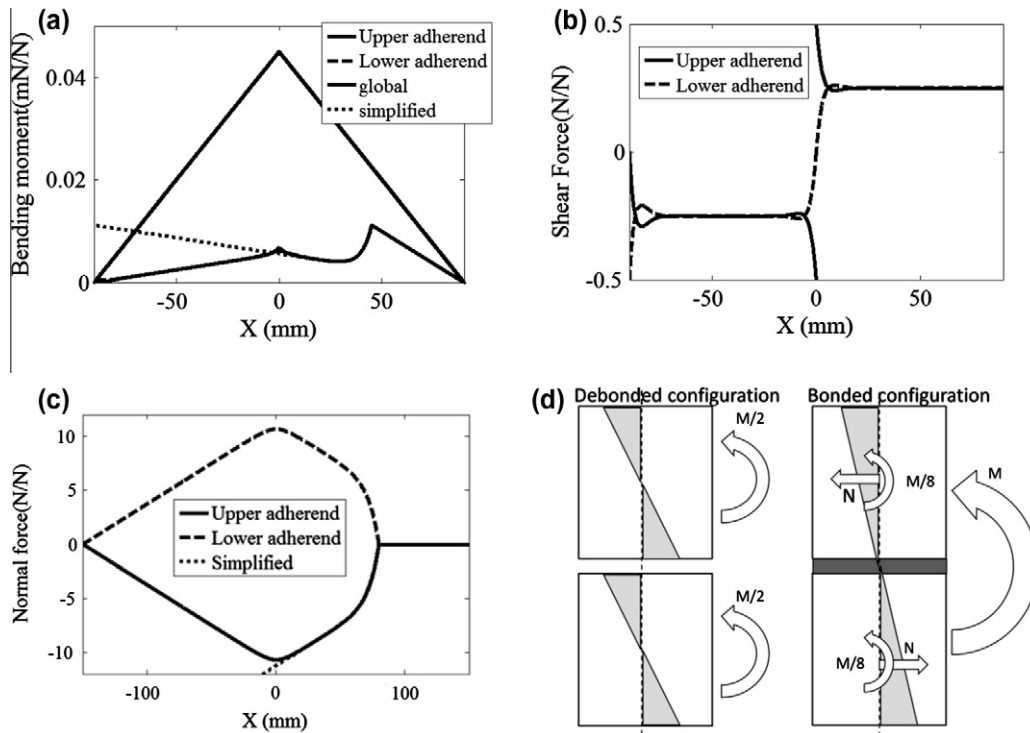 (a)
Upper adherend
Lower adherend
global
simplified
Bending moment(mN/N)
0.04
0.02
0
-50
0
50
X (mm)
(b)
Upper adherend
Lower adherend
Shear Force(N/N)
0.5
0
-0.5
-50
0
50
X (mm)
(c)
Upper adherend
Lower adherend
Simplified
Normal force(N/N)
10
5
0
-5
-10
-100
0
100
X (mm)
(d)
Debonded configuration
Bonded configuration
M/2
M/2
N
M/8
M
M/8
N